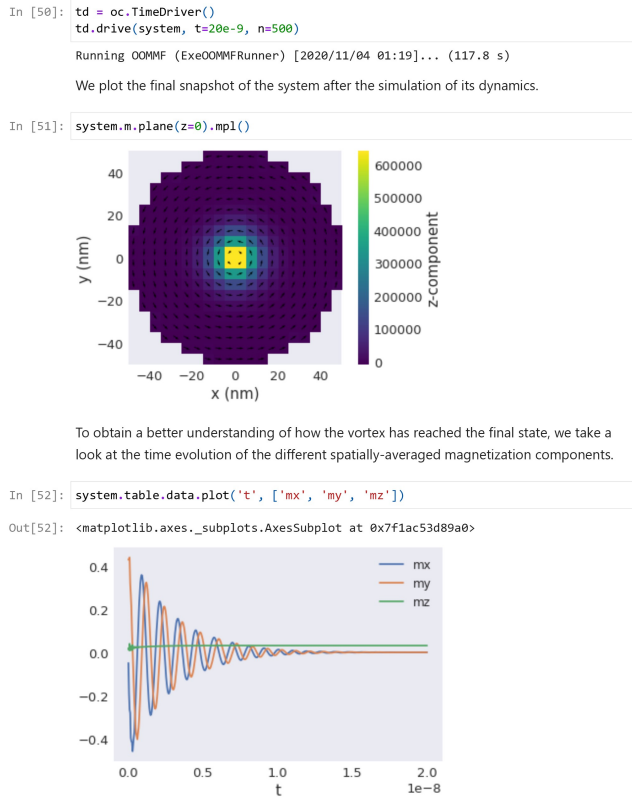 In [50]: td = oc.TimeDriver()
td.drive(system, t=20e-9, n=500)
Running OOMMF (ExeOOMMFRunner) [2020/11/04 01:19]... (117.8 s)
We plot the final snapshot of the system after the simulation of its dynamics.
In [51]: system.m.plane(z=0).mpl()
40
20
0
−20
−40
y (nm)
−40 −20 0 20 40
x (nm)
600000
500000
400000
300000
200000
100000
0
z-component
To obtain a better understanding of how the vortex has reached the final state, we take a
look at the time evolution of the different spatially-averaged magnetization components.
In [52]: system.table.data.plot('t', ['mx', 'my', 'mz'])
Out[52]: <matplotlib.axes._subplots.AxesSubplot at 0x7f1ac53d89a0>
mx
my
mz
0.4
0.2
0.0
−0.2
−0.4
0.0 0.5 1.0 1.5 2.0
1e−8
t